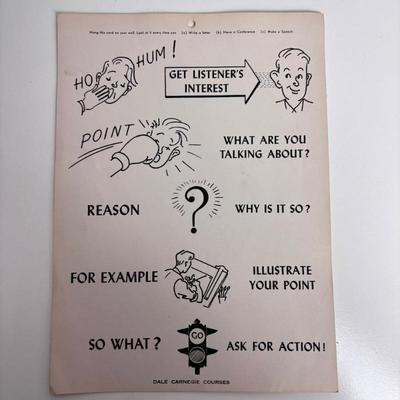 Hang this card on your wall. Look at it every time you (a) Write a letter (b) Have a Conference (c) Make a Speech
HO HUM!
GET LISTENER'S
INTEREST
POINT
WHAT ARE YOU
TALKING ABOUT?
REASON
?
WHY IS IT SO?
FOR EXAMPLE
ILLUSTRATE
YOUR POINT
SO WHAT?
GO
ASK FOR ACTION!
DALE CARNEGIE COURSES